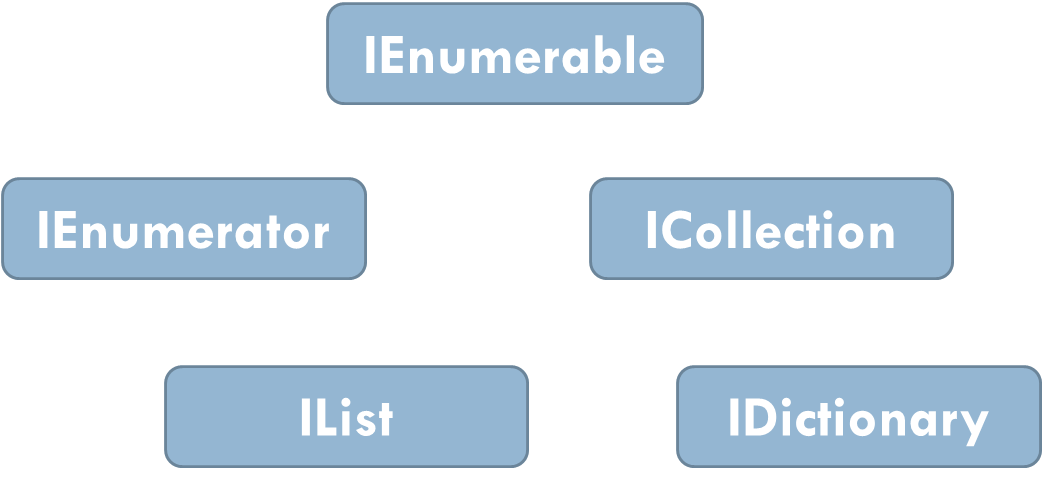 IEnumerable
IEnumerator
ICollection
IList
IDictionary